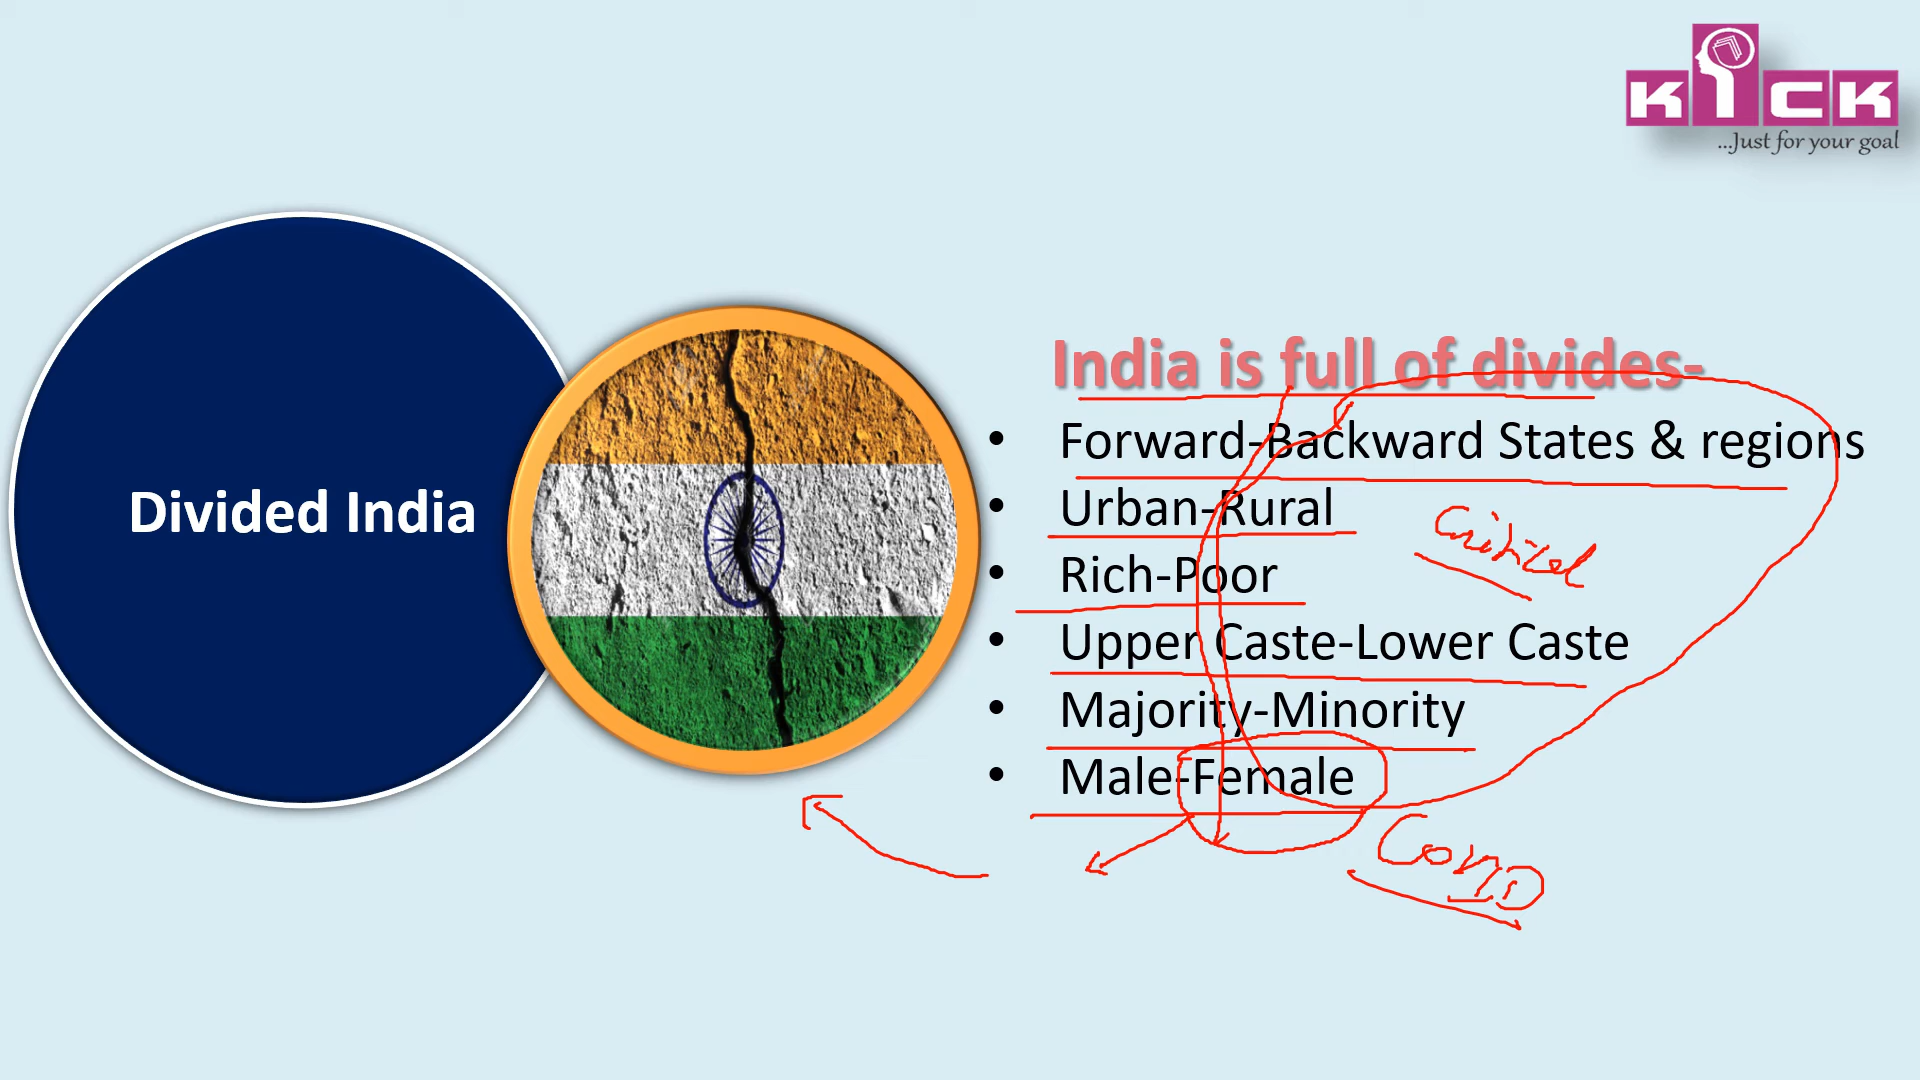 KICK
...Just for your goal
Divided India
India is full of divides-
• Forward-Backward States & regions
• Urban-Rural
• Rich-Poor
• Upper Caste-Lower Caste
• Majority-Minority
• Male-Female
Critical